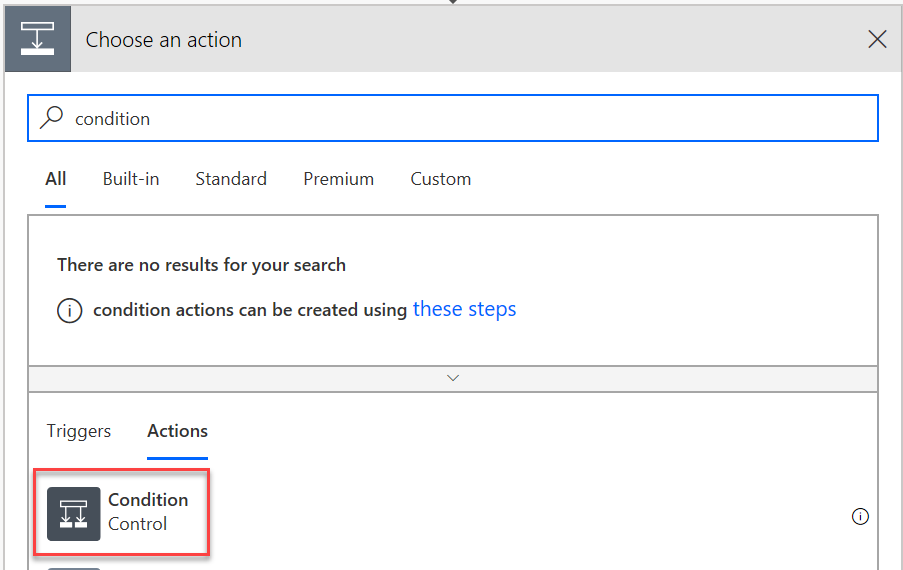 Choose an action
condition
All Built-in Standard Premium Custom
There are no results for your search
condition actions can be created using these steps
Triggers Actions
Condition
Control